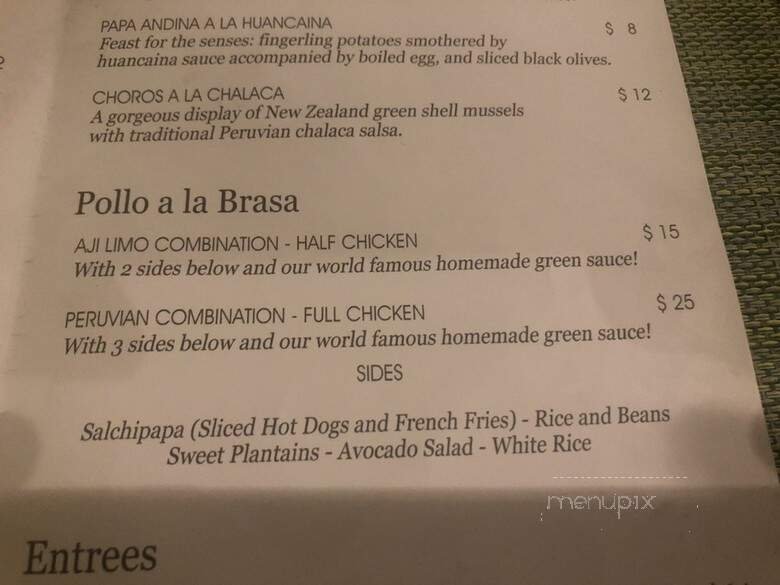 PAPA ANDINA A LA HUANCAINA $ 8
Feast for the senses: fingerling potatoes smothered by
huancaina sauce accompanied by boiled egg, and sliced black olives.
CHOROS A LA CHALACA $ 12
A gorgeous display of New Zealand green shell mussels
with traditional Peruvian chalaca salsa.
Pollo a la Brasa
AJI LIMO COMBINATION - HALF CHICKEN $ 15
With 2 sides below and our world famous homemade green sauce!
PERUVIAN COMBINATION - FULL CHICKEN $ 25
With 3 sides below and our world famous homemade green sauce!
SIDES
Salchipapa (Sliced Hot Dogs and French Fries) - Rice and Beans
Sweet Plantains - Avocado Salad - White Rice
menupix
Entrees